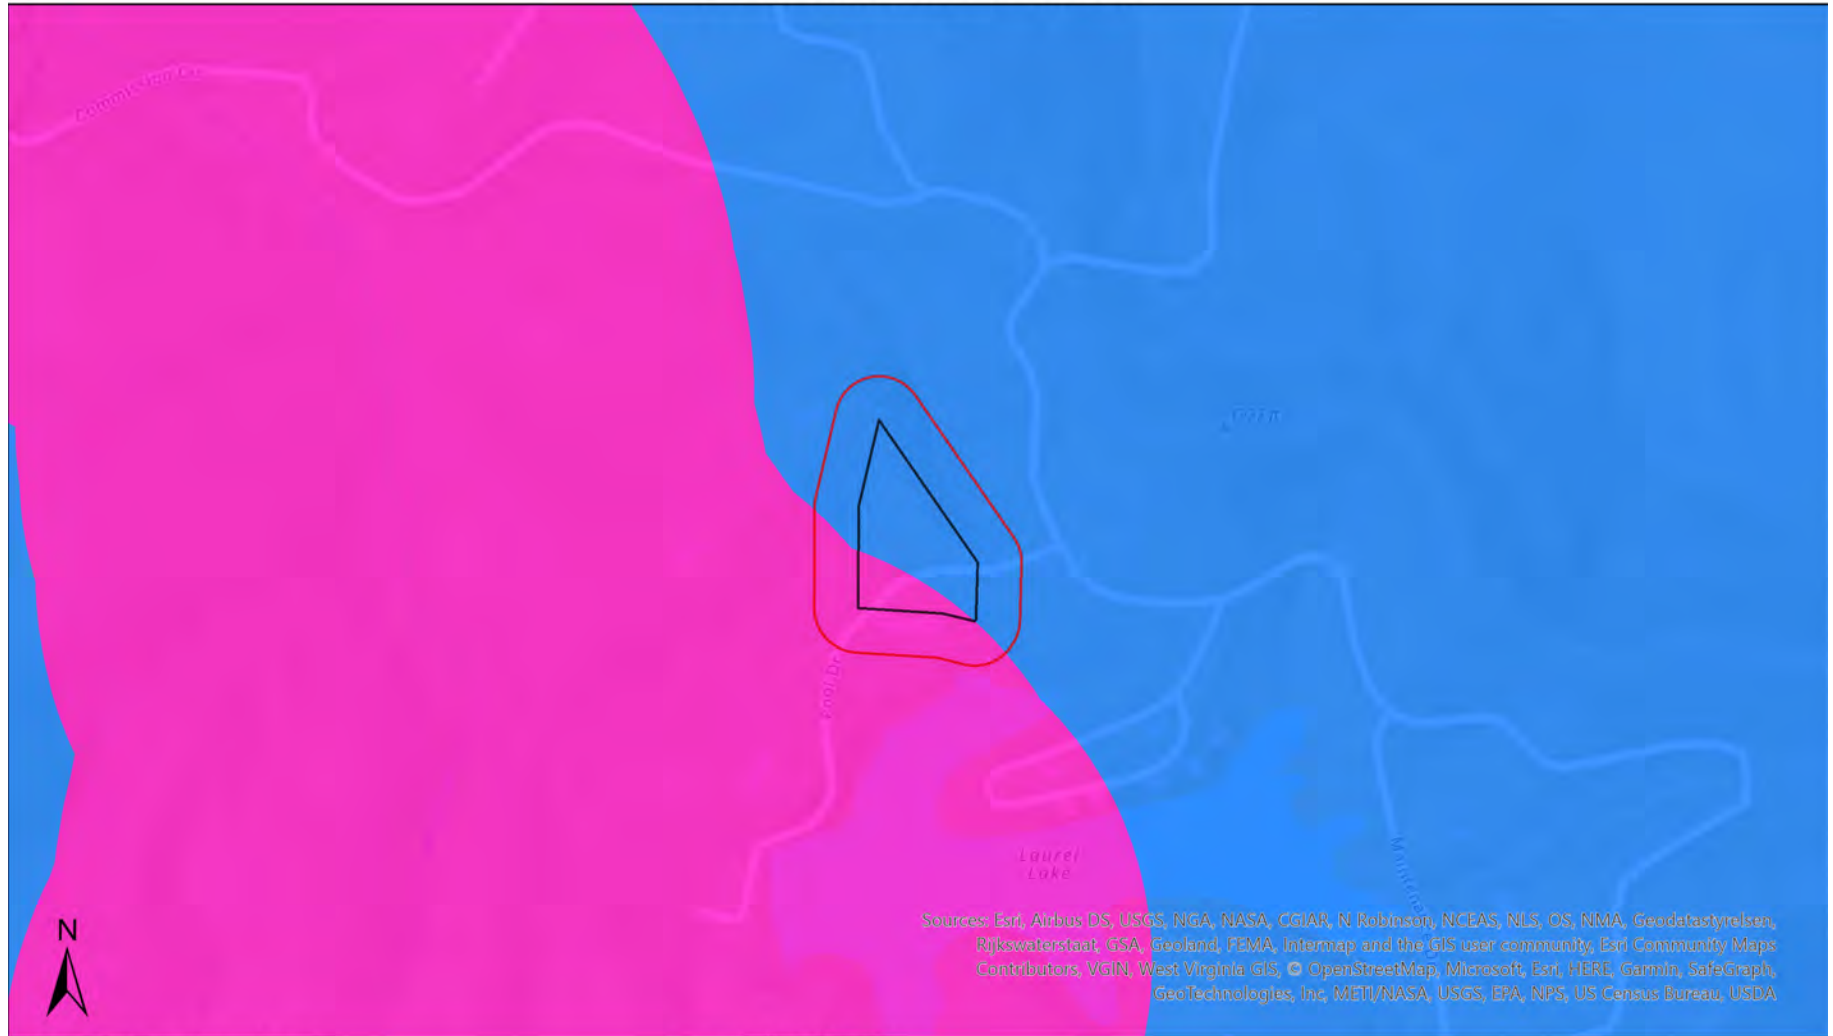 Commission Cir
Pool Dr
Laurel
Lake
N
Sources: Esri, Airbus DS, USGS, NGA, NASA, CGIAR, N Robinson, NCEAS, NLS, OS, NMA, Geodatastyrelsen,
Rijkswaterstaat, GSA, Geoland, FEMA, Intermap and the GIS user community, Esri Community Maps
Contributors, VGIN, West Virginia GIS, © OpenStreetMap, Microsoft, Esri, HERE, Garmin, SafeGraph,
GeoTechnologies, Inc, METI/NASA, USGS, EPA, NPS, US Census Bureau, USDA